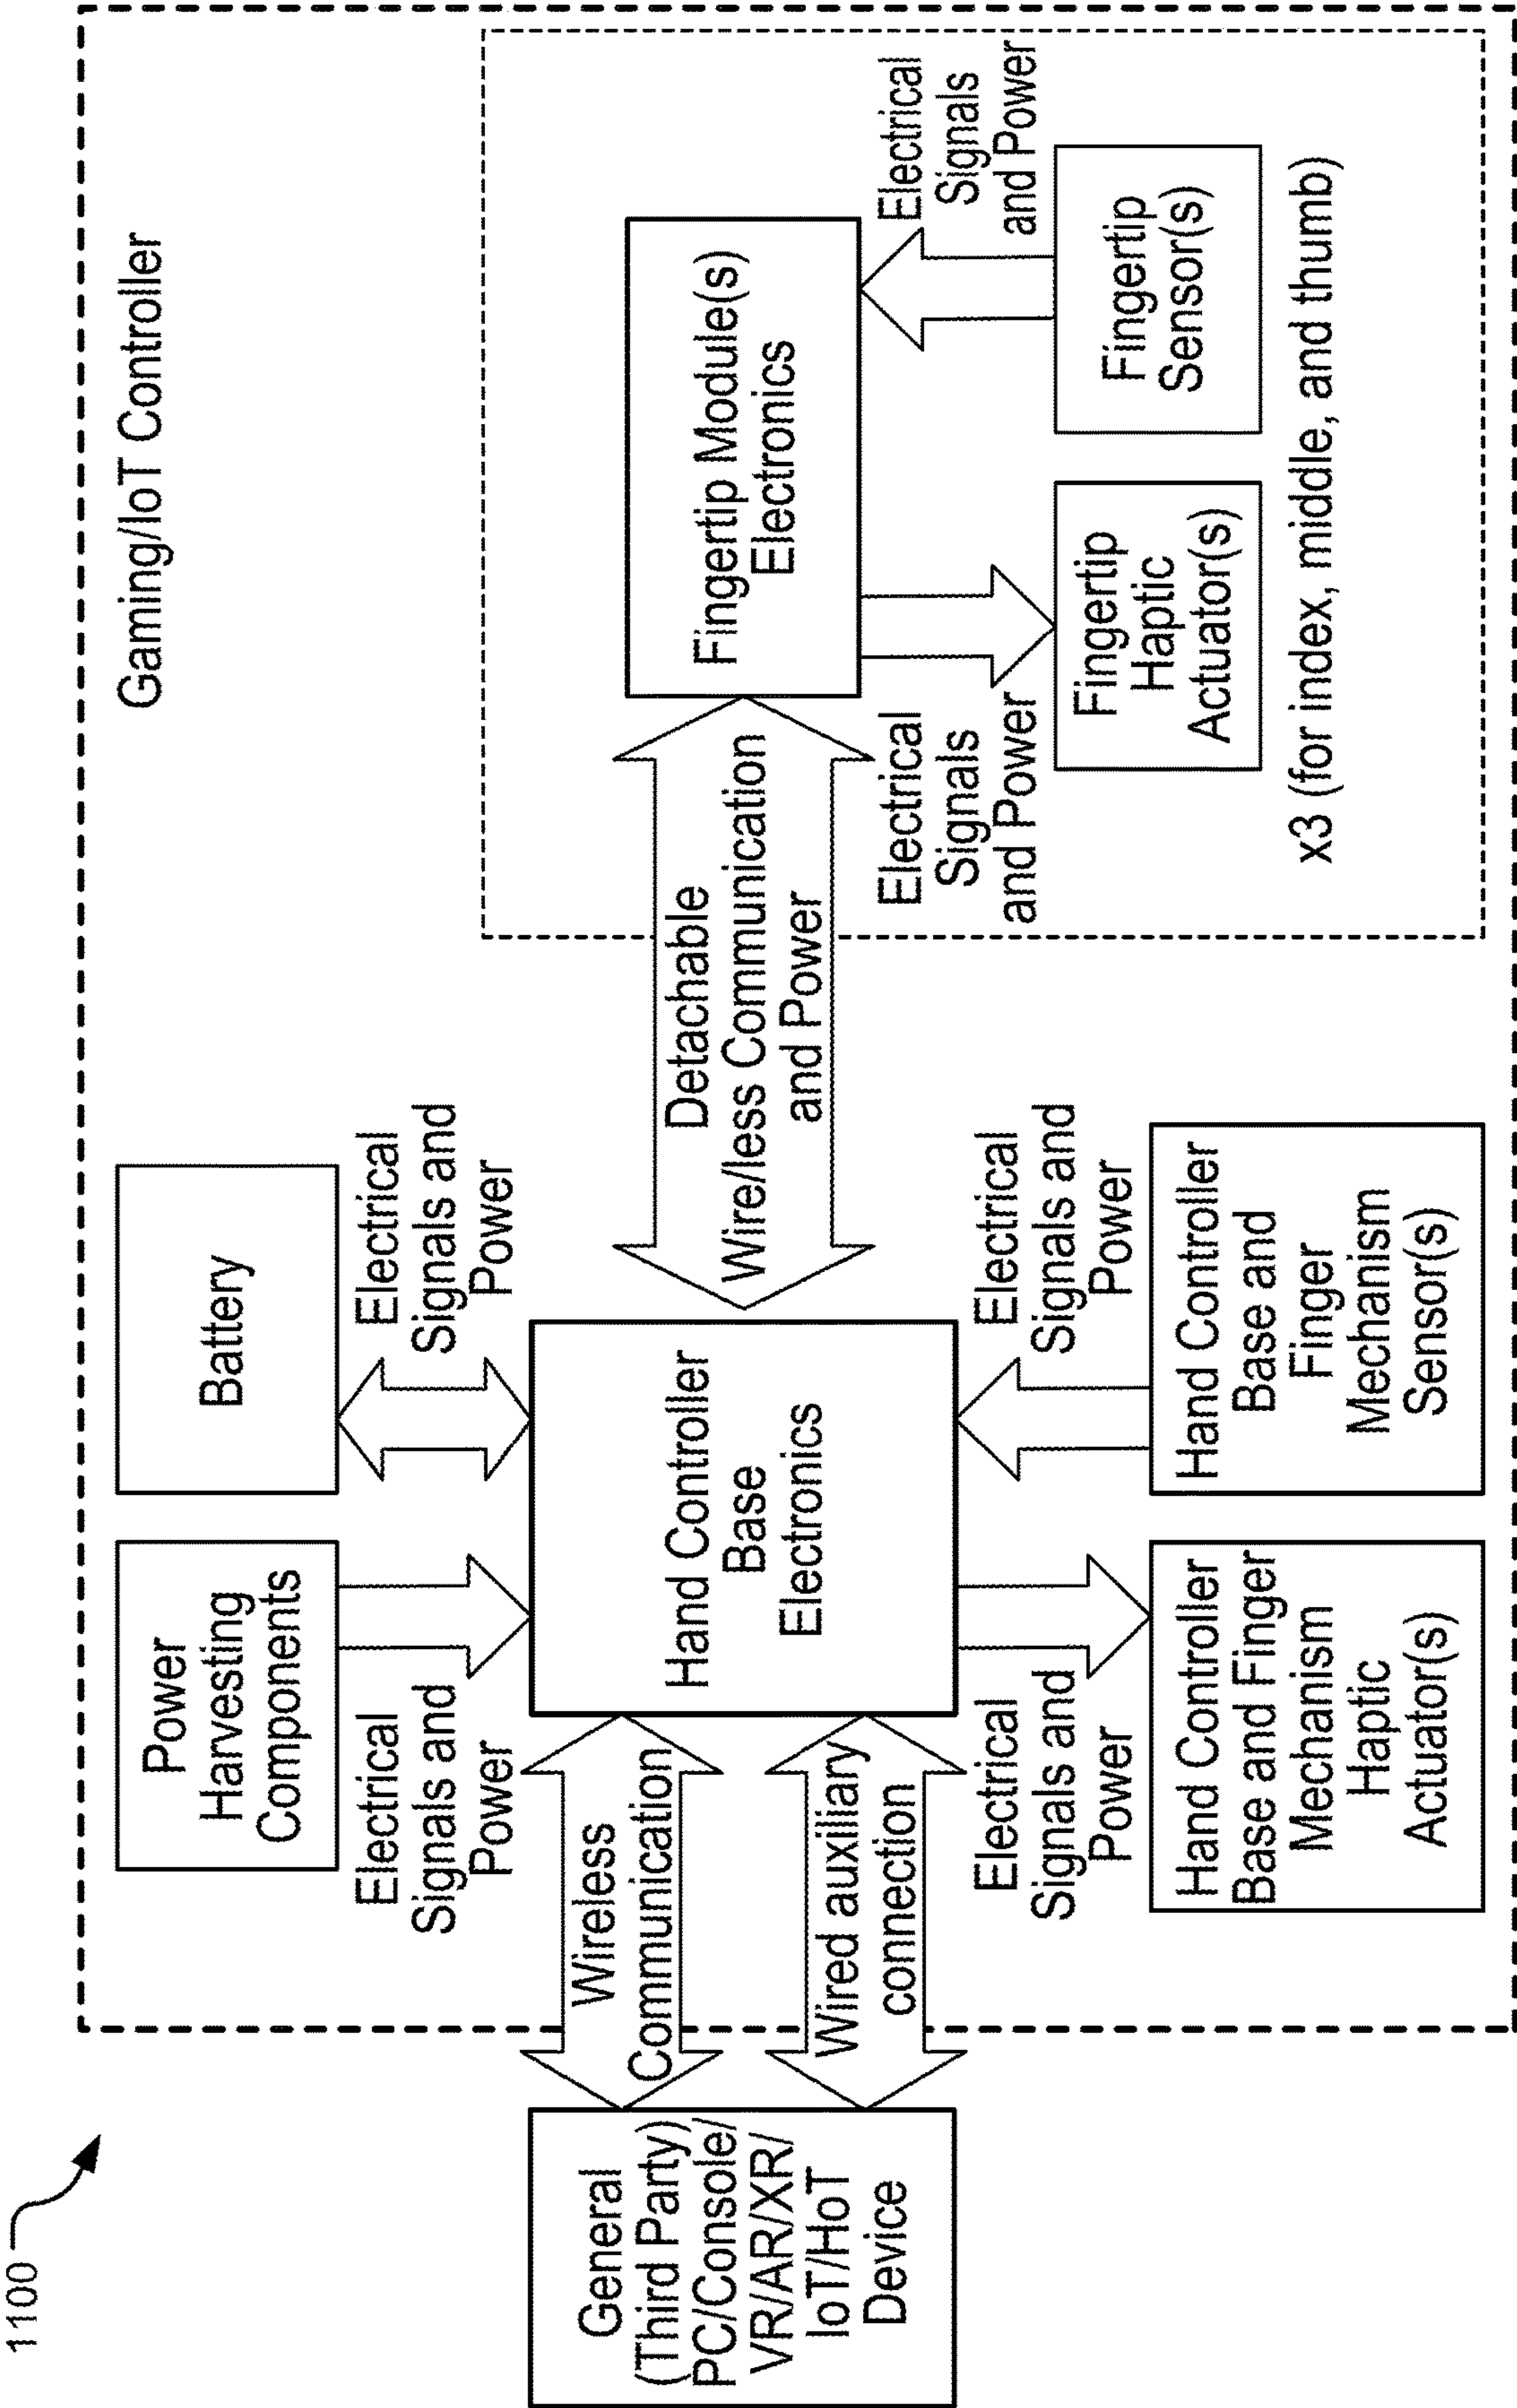 1100
Gaming/IoT Controller
General
(Third Party)
PC/Console/
VR/AR/XR/
IoT/HoT
Device
Wireless
Communication
Wired auxiliary
connection
Power
Harvesting
Components
Electrical
Signals and
Power
Battery
Electrical
Signals and
Power
Hand Controller
Base
Electronics
Electrical
Signals and
Power
Hand Controller
Base and Finger
Mechanism
Haptic
Actuator(s)
Electrical
Signals and
Power
Hand Controller
Base and
Finger
Mechanism
Sensor(s)
Detachable
Wire/less Communication
and Power
Fingertip Module(s)
Electronics
Electrical
Signals
and Power
Fingertip
Haptic
Actuator(s)
Electrical
Signals
and Power
Fingertip
Sensor(s)
x3 (for index, middle, and thumb)